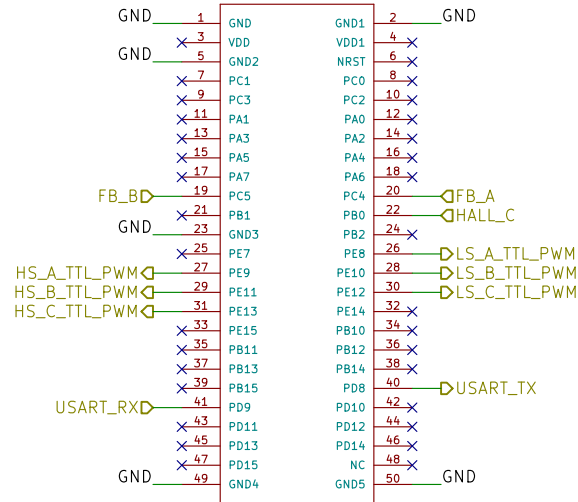 GND 1 GND GND1 2 GND
3 VDD VDD1 4
GND 5 GND2 NRST 6
7 PC1 PC0 8
9 PC3 PC2 10
11 PA1 PA0 12
13 PA3 PA2 14
15 PA5 PA4 16
17 PA7 PA6 18
FB_B 19 PC5 PC4 20 FB_A
21 PB1 PB0 22 HALL_C
GND 23 GND3 PB2 24
25 PE7 PE8 26 LS_A_TTL_PWM
HS_A_TTL_PWM 27 PE9 PE10 28 LS_B_TTL_PWM
HS_B_TTL_PWM 29 PE11 PE12 30 LS_C_TTL_PWM
HS_C_TTL_PWM 31 PE13 PE14 32
33 PE15 PB10 34
35 PB11 PB12 36
37 PB13 PB14 38
39 PB15 PD8 40 USART_TX
USART_RX 41 PD9 PD10 42
43 PD11 PD12 44
45 PD13 PD14 46
47 PD15 NC 48
GND 49 GND4 GND5 50 GND